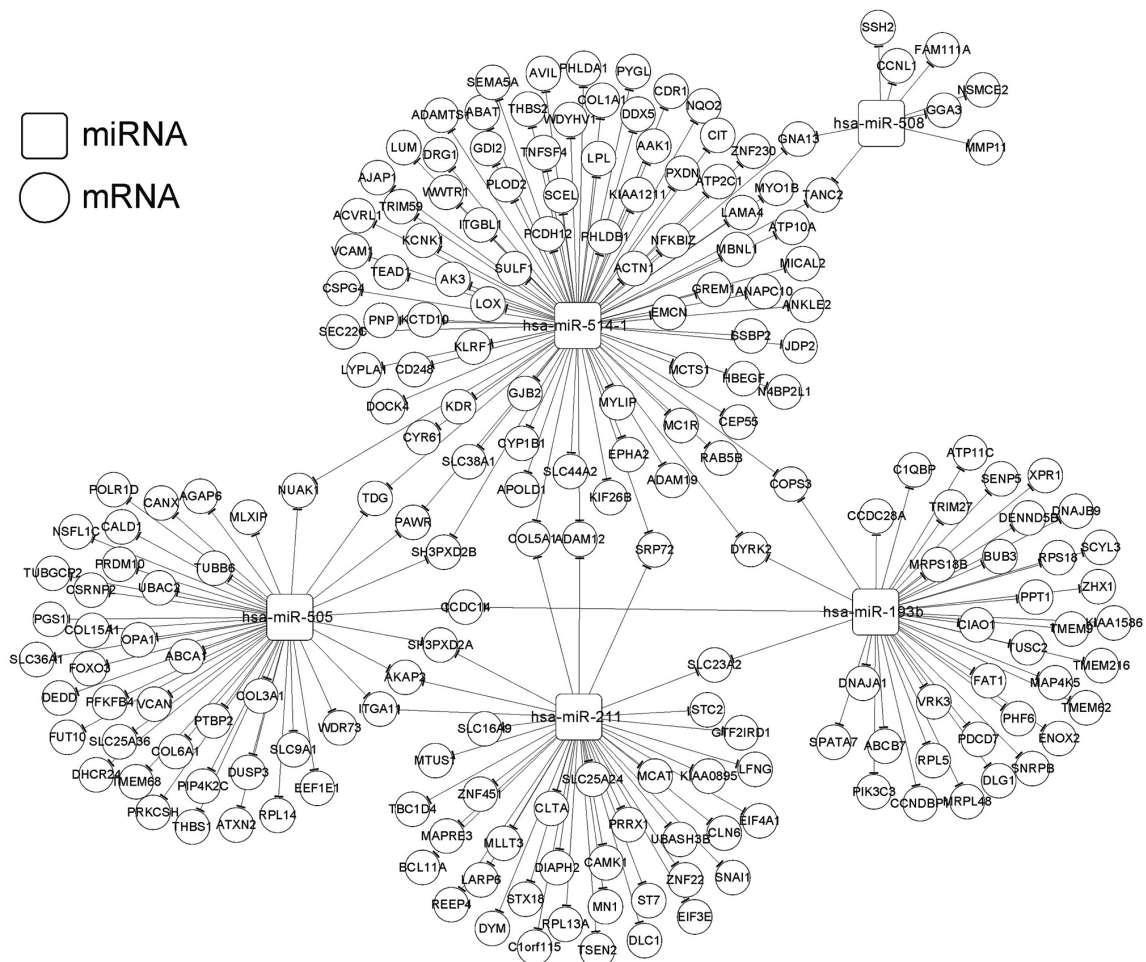 SSH2
FAM111A
CCNL1
NSMCE2
GGA3
hsa-miR-508
MMP11
GNA13
TANC2
miRNA
mRNA
PHLDA1
AVIL
PYGL
SEMA5A
CDR1
COL1A1
THBS2
ABAT
NQO2
DDX5
WDYHV1
CIT
LUM
DRG1
GDI2
TNFSF4
LPL
AAK1
ZNF230
AJAP1
WWTR1
PLOD2
SCEL
KIAA1211
PXDN
ATP2C1
MYO1B
TRIM59
ACVRL1
ITGBL1
PCDH12
PHLDB1
NFKBIZ
LAMA4
ATP10A
KCNK1
VCAM1
MBNL1
TEAD1
SULF1
ACTN1
MICAL2
CSPG4
AK3
GREM1
ANAPC10
LOX
EMCN
ANKLE2
PNP
KCTD10
hsa-miR-514-1
SSBP2
JDP2
KLRF1
LYPLA1
CD248
MCTS1
HBEGF
N4BP2L1
DOCK4
KDR
GJB2
MYLIP
CEP55
MC1R
CYR61
CYP1B1
EPHA2
RAB5B
SLC38A1
SLC44A2
ADAM19
APOLD1
KIF26B
COPS3
NUAK1
TDG
PAWR
SH3PXD2B
COL5A1
ADAM12
SRP72
DYRK2
POLR1D
CANX
AGAP6
MLXIP
NSFL1C
CALD1
PRDM10
TUBB6
TUBGCP2
CSRNP2
UBAC2
hsa-miR-505
PGS1
COL15A1
OPA1
SLC36A1
FOXO3
DEDD
PFKFB4
VCAN
COL3A1
PTBP2
WDR73
FUT10
SLC25A36
COL6A1
SLC9A1
DHCR24
TMEM68
PIP4K2C
DUSP3
EEF1E1
PRKCSH
THBS1
ATXN2
RPL14
CCDC14
SH3PXD2A
AKAP2
ITGA11
SLC23A2
ATP11C
C1QBP
SENP5
XPR1
CCDC28A
TRIM27
DENND5B
DNAJB9
MRPS18B
BUB3
RPS18
SCYL3
PPT1
ZHX1
hsa-miR-193b
CIAO1
TMEM9
KIAA1586
TUSC2
TMEM216
DNAJA1
FAT1
MAP4K5
VRK3
TMEM62
PHF6
SPATA7
ABCB7
PDCD7
ENOX2
RPL5
SNRPB
PIK3C3
DLG1
MRPL48
hsa-miR-211
STC2
SLC16A9
GTF2IRD1
MTUS1
LFNG
SLC25A24
MCAT
KIAA0895
ZNF451
TBC1D4
CLTA
PRRX1
EIF4A1
MAPRE3
UBASH3B
CLN6
MLLT3
BCL11A
DIAPH2
CAMK1
SNAI1
LARP6
ZNF22
REEP4
STX18
MN1
ST7
EIF3E
DYM
RPL13A
DLC1
C1orf115
TSEN2